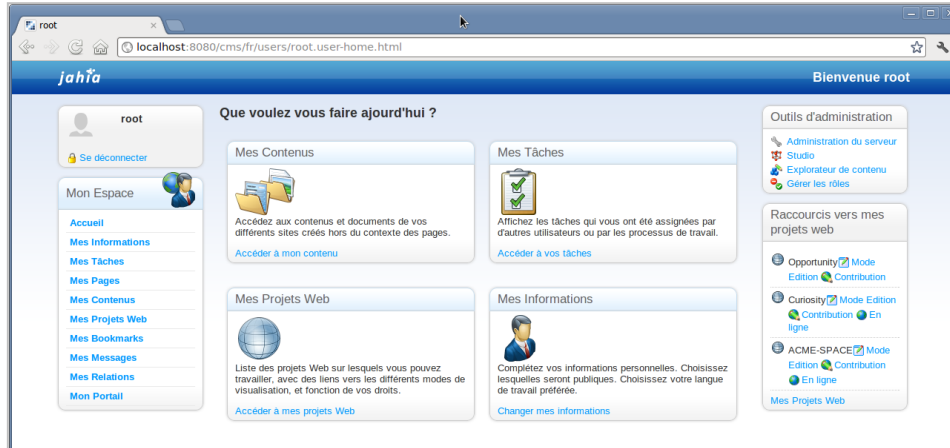 root
localhost:8080/cms/fr/users/root.user-home.html
jahia
Bienvenue root
root
Se déconnecter
Mon Espace
Accueil
Mes Informations
Mes Tâches
Mes Pages
Mes Contenus
Mes Projets Web
Mes Bookmarks
Mes Messages
Mes Relations
Mon Portail
Que voulez vous faire ajourd'hui ?
Mes Contenus
Accédez aux contenus et documents de vos
différents sites créés hors du contexte des pages.
Accéder à mon contenu
Mes Tâches
Affichez les tâches qui vous ont été assignées par
d'autres utilisateurs ou par les processus de travail.
Accéder à vos tâches
Mes Projets Web
Liste des projets Web sur lesquels vous pouvez
travailler, avec des liens vers les différents modes de
visualisation, et fonction de vos droits.
Accéder à mes projets Web
Mes Informations
Complétez vos informations personnelles. Choisissez
lesquelles seront publiques. Choisissez votre langue
de travail préférée.
Changer mes informations
Outils d'administration
Administration du serveur
Studio
Explorateur de contenu
Gérer les rôles
Raccourcis vers mes
projets web
Opportunity Mode
Edition Contribution
Curiosity Mode Edition
Contribution En
ligne
ACME-SPACE Mode
Edition Contribution
En ligne
Mes Projets Web